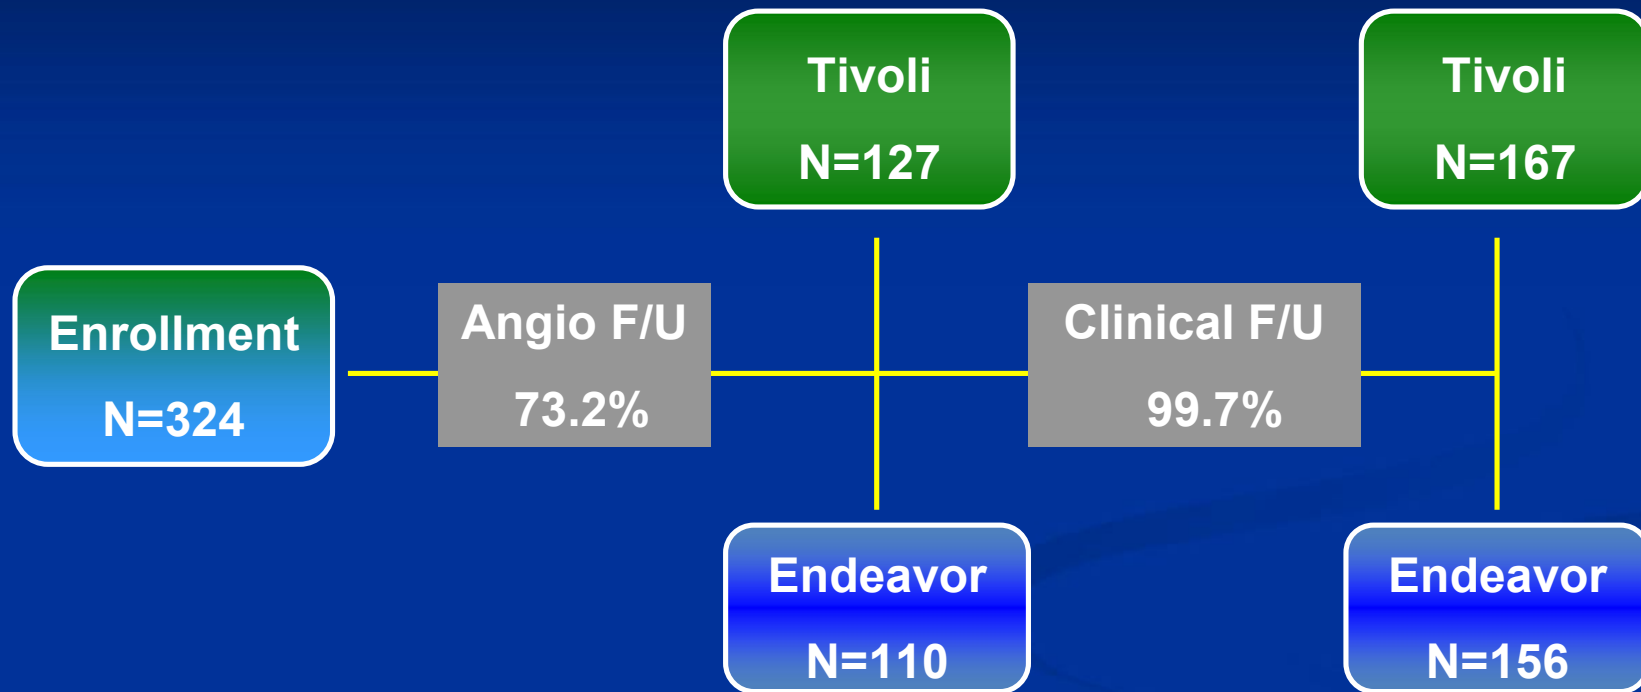 Enrollment
N=324
Angio F/U
73.2%
Tivoli
N=127
Endeavor
N=110
Clinical F/U
99.7%
Tivoli
N=167
Endeavor
N=156